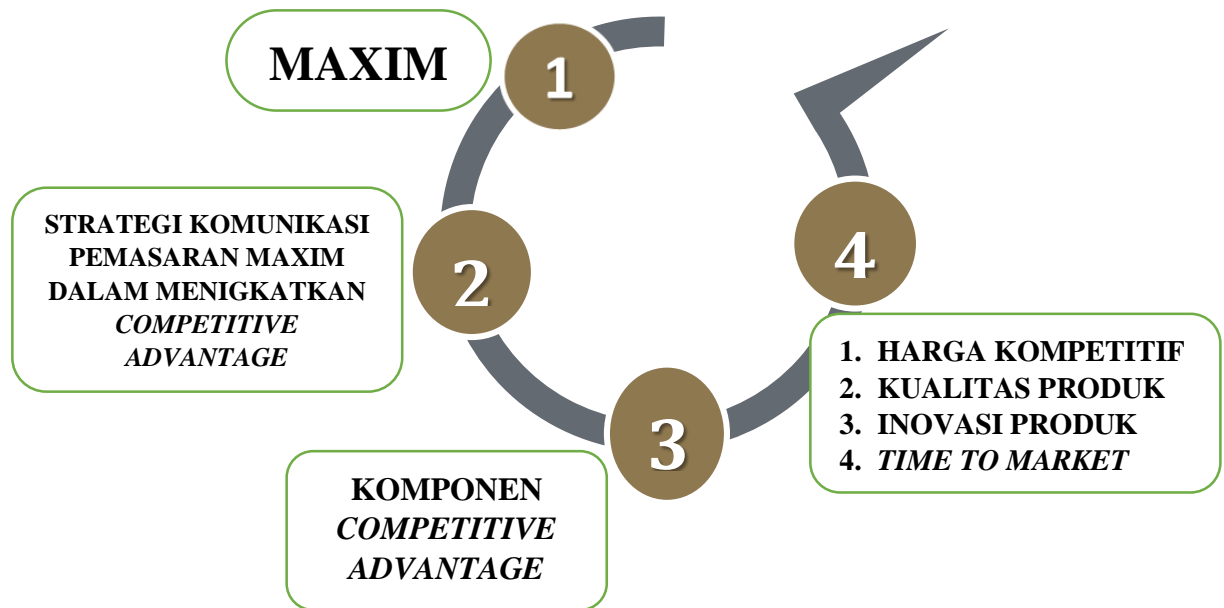 1
MAXIM
2
STRATEGI KOMUNIKASI
PEMASARAN MAXIM
DALAM MENIGKATKAN
COMPETITIVE
ADVANTAGE
3
KOMPONEN
COMPETITIVE
ADVANTAGE
4
1. HARGA KOMPETITIF
2. KUALITAS PRODUK
3. INOVASI PRODUK
4. TIME TO MARKET